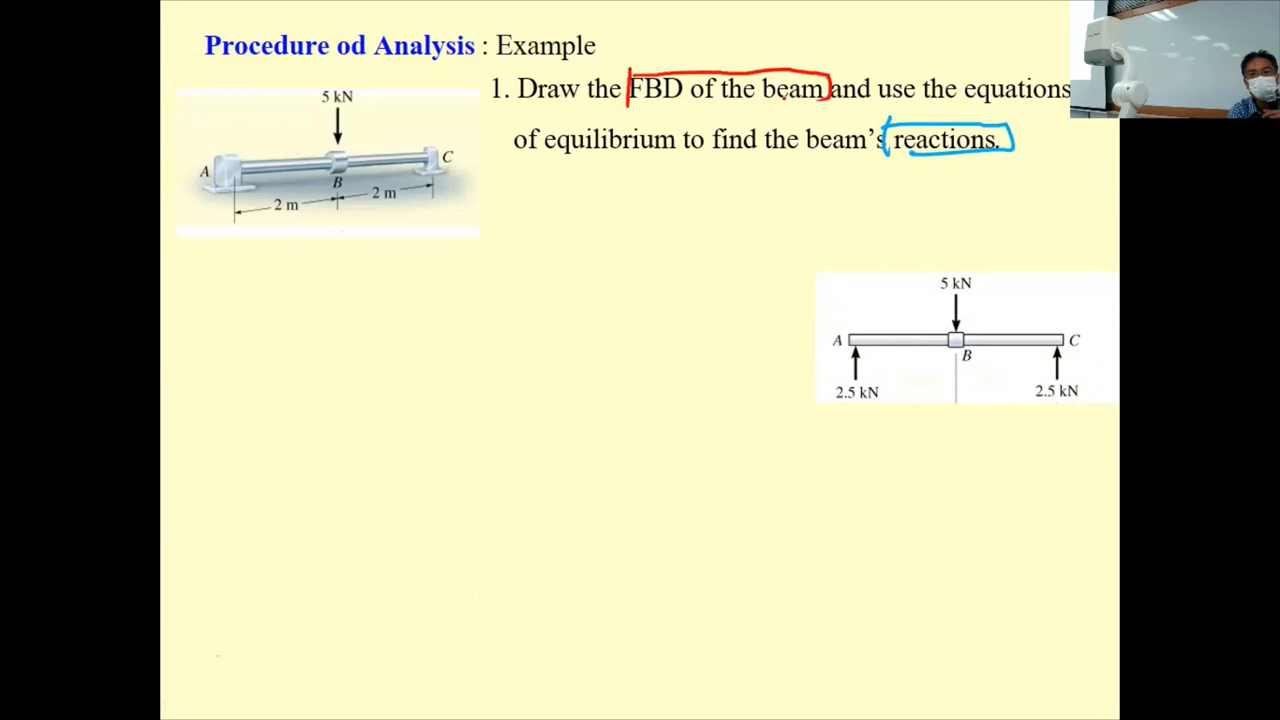 Procedure od Analysis : Example
1. Draw the FBD of the beam and use the equations
of equilibrium to find the beam's reactions.
5 kN
A
B
C
2 m
2 m
5 kN
A
B
C
2.5 kN
2.5 kN